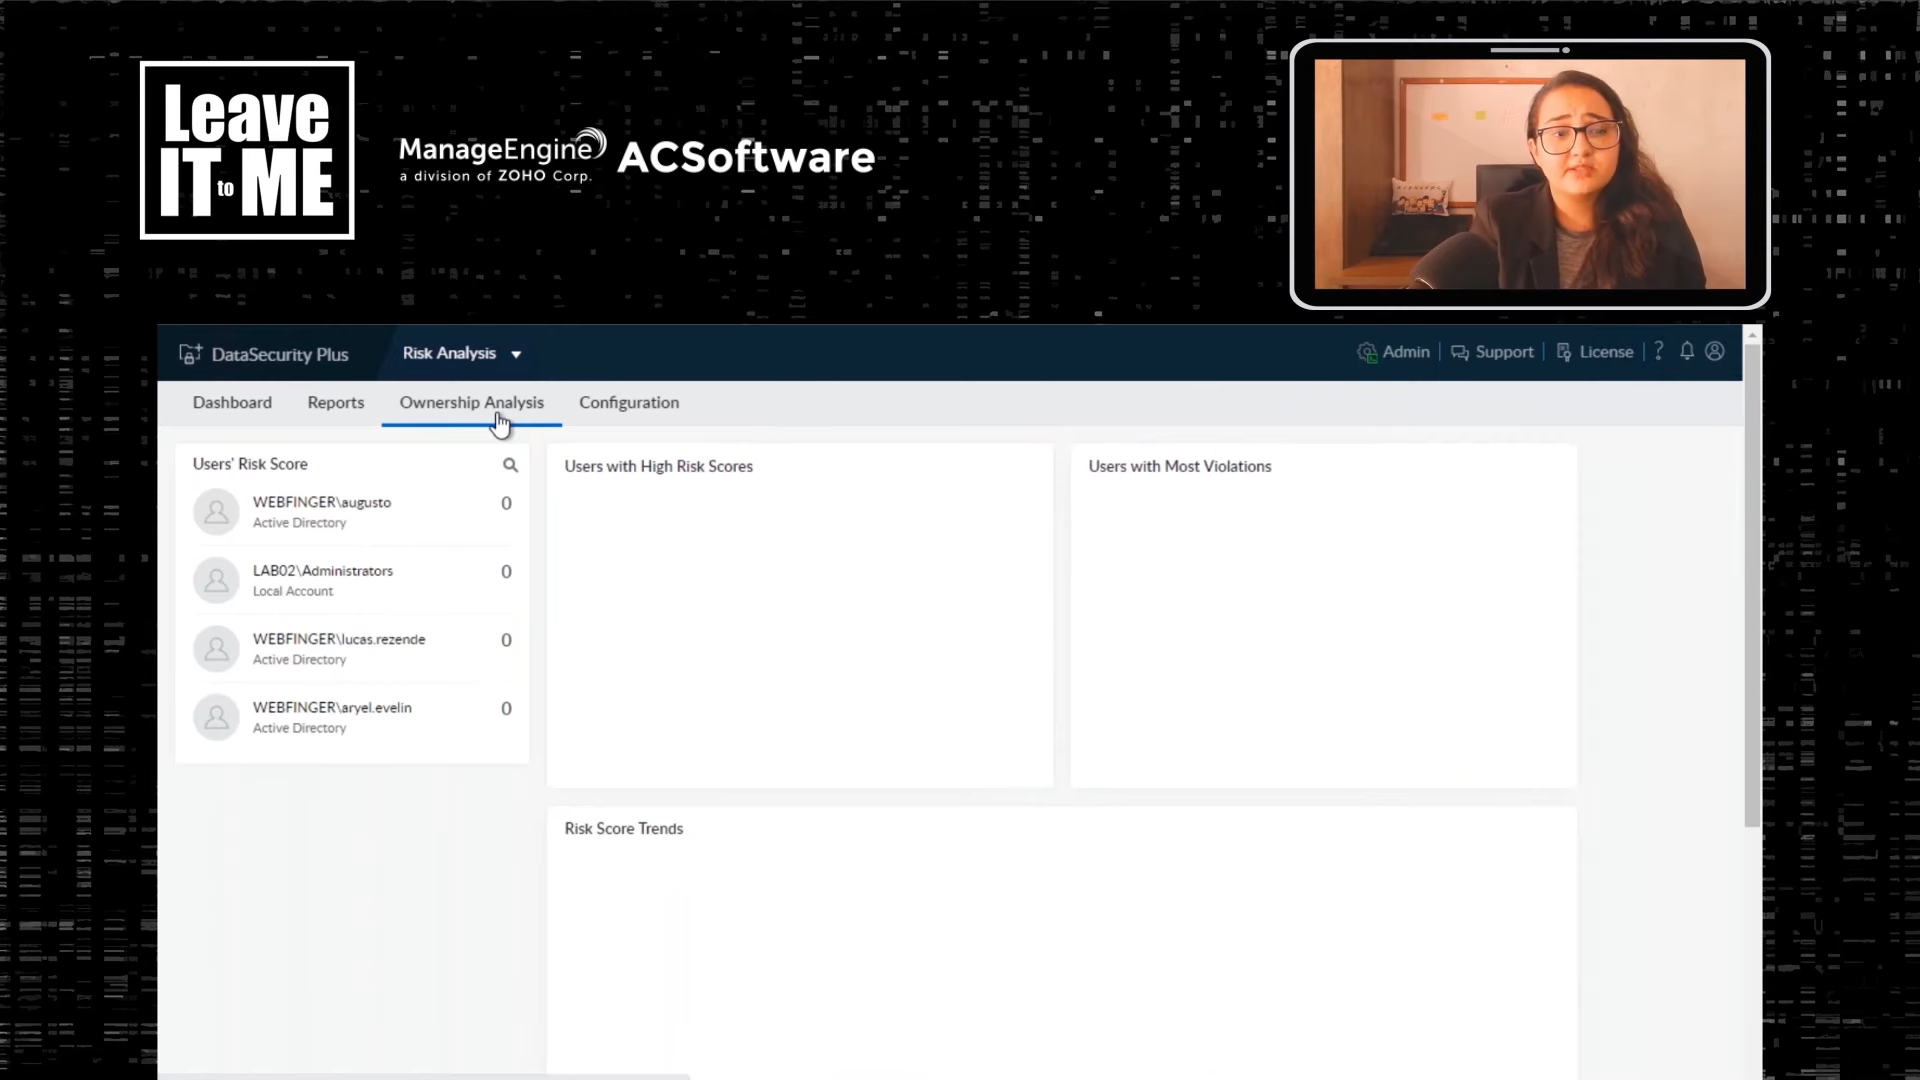 Leave
IT to ME
ManageEngine
a division of ZOHO Corp.
ACSoftware
DataSecurity Plus
Risk Analysis
Admin
Support
License
?
Dashboard
Reports
Ownership Analysis
Configuration
Users' Risk Score
WEBFINGER\augusto
0
Active Directory
LAB02\Administrators
0
Local Account
WEBFINGER\lucas.rezende
0
Active Directory
WEBFINGER\aryel.evelin
0
Active Directory
Users with High Risk Scores
Users with Most Violations
Risk Score Trends